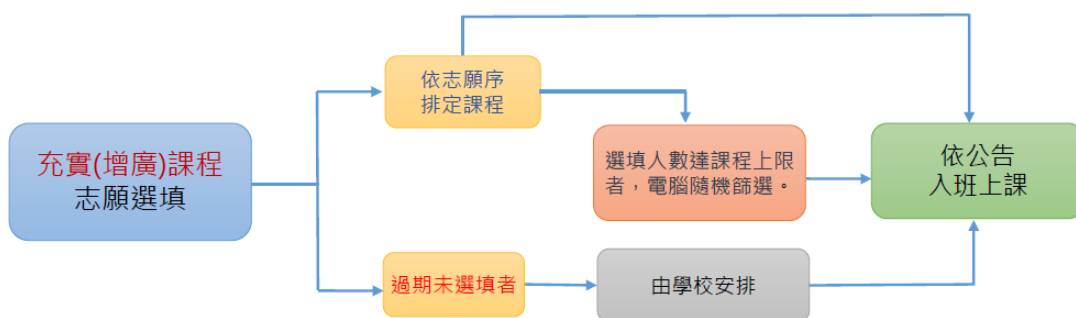 充實(增廣)課程
志願選填
依志願序
排定課程
選填人數達課程上限
者，電腦隨機篩選。
依公告
入班上課
過期未選填者
由學校安排